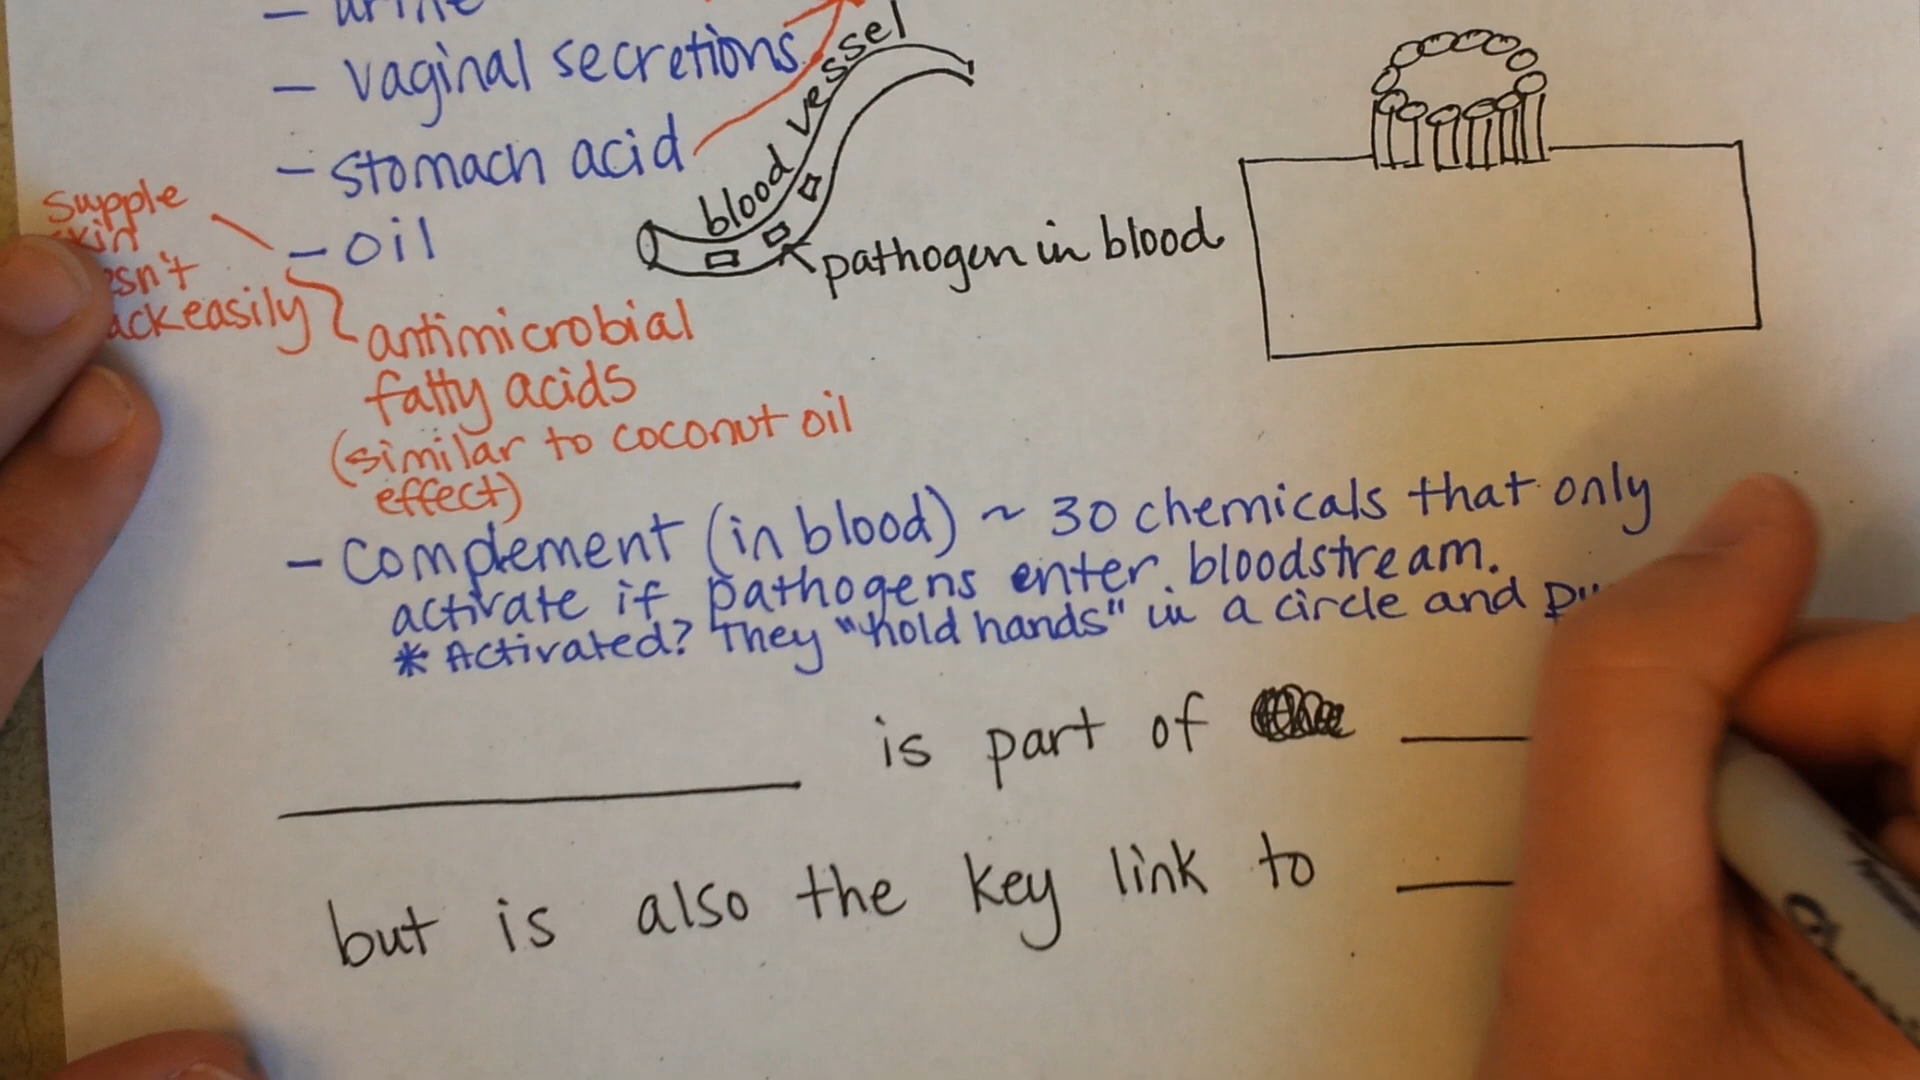 - urine
- vaginal secretions
- stomach acid
- oil
blood vessel
pathogen in blood
supple
skin
easily
antimicrobial
fatty acids
(similar to coconut oil
effect)
- Complement (in blood) ~ 30 chemicals that only
activate if pathogens enter bloodstream.
* Activated? They "hold hands" in a circle and
is part of
but is also the key link to